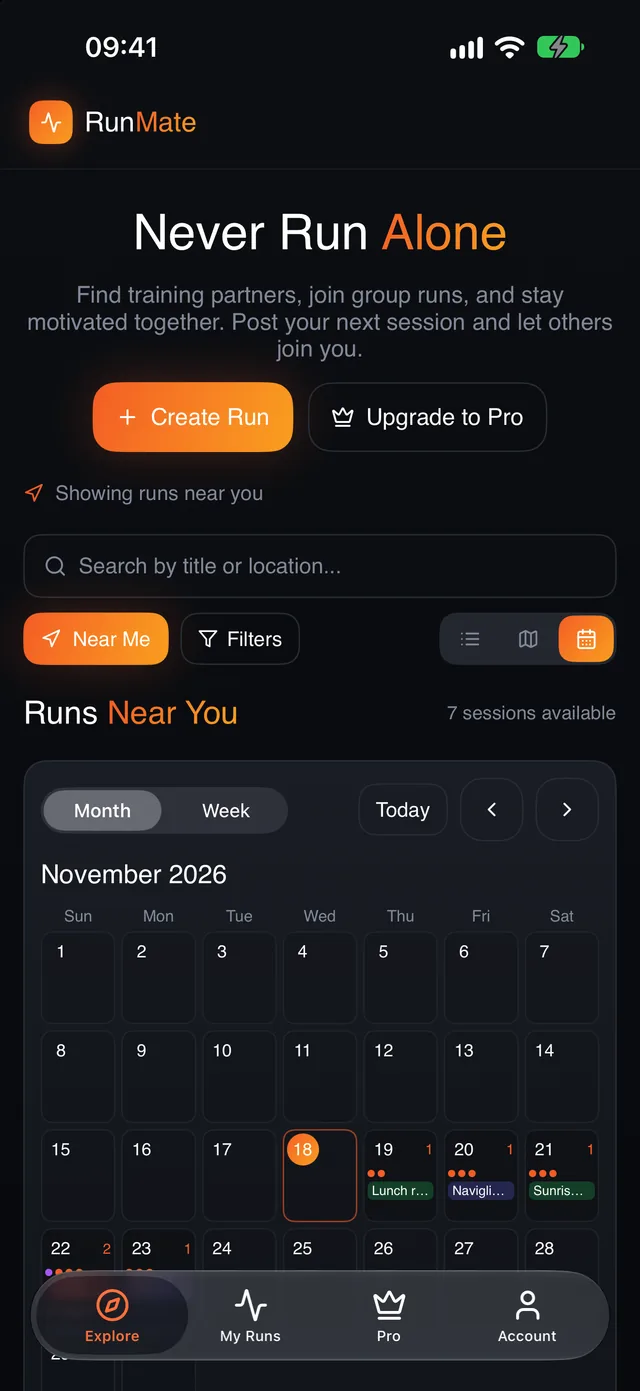 09:41
RunMate
Never Run Alone
Find training partners, join group runs, and stay
motivated together. Post your next session and let others
join you.
Create Run
Upgrade to Pro
Showing runs near you
Search by title or location...
Near Me
Filters
Runs Near You
7 sessions available
Month
Week
Today
November 2026
Sun Mon Tue Wed Thu Fri Sat
1 2 3 4 5 6 7
8 9 10 11 12 13 14
15 16 17 18 19 1 20 1 21 1
Lunch r... Navigli... Sunris...
22 2 23 1 24 25 26 27 28
Explore
My Runs
Pro
Account